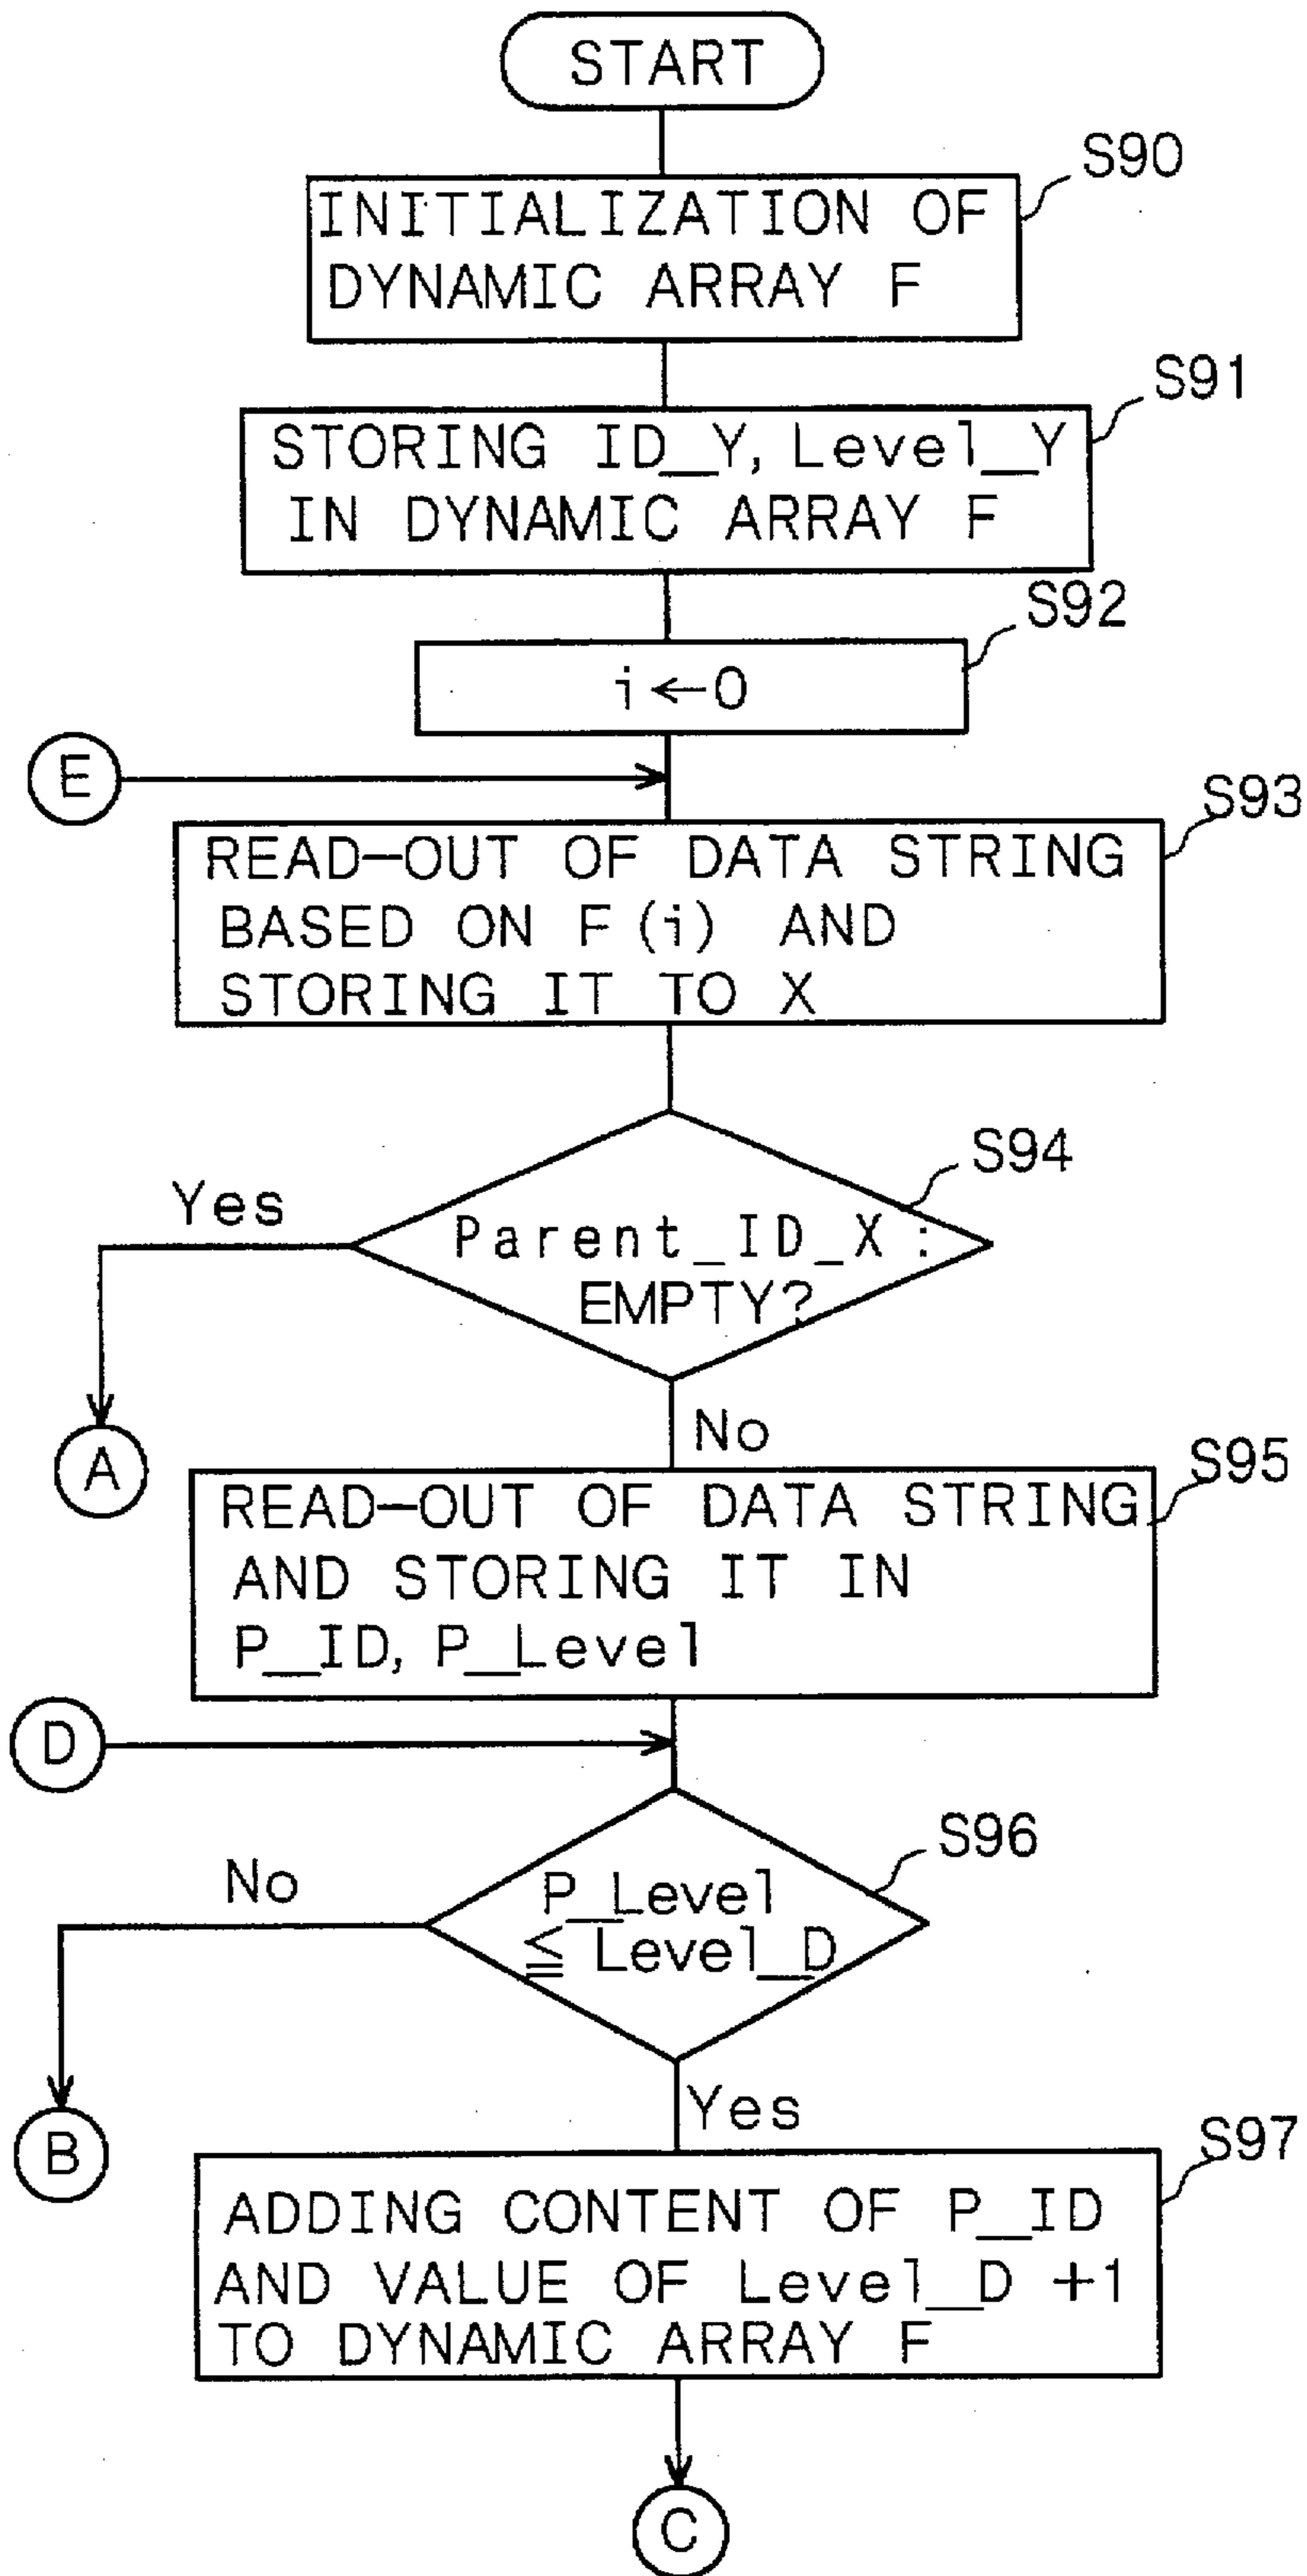 START
S90
INITIALIZATION OF
DYNAMIC ARRAY F
S91
STORING ID_Y, Level_Y
IN DYNAMIC ARRAY F
S92
i←0
E
S93
READ-OUT OF DATA STRING
BASED ON F(i) AND
STORING IT TO X
S94
Yes
Parent_ID_X :
EMPTY?
A
No
S95
READ-OUT OF DATA STRING
AND STORING IT IN
P_ID, P_Level
D
S96
No
P_Level
≦ Level_D
B
Yes
S97
ADDING CONTENT OF P_ID
AND VALUE OF Level_D +1
TO DYNAMIC ARRAY F
C